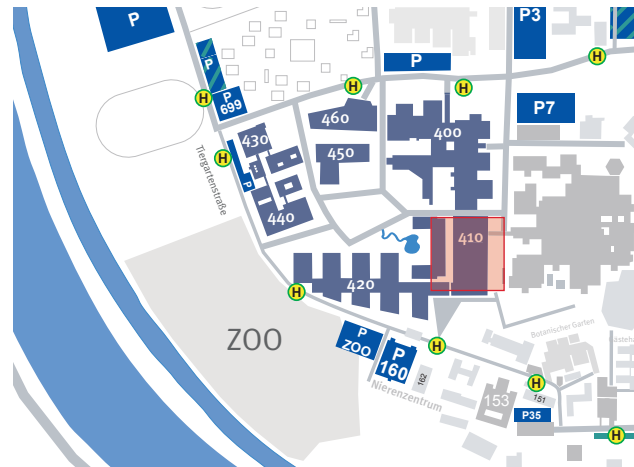 P
P3
H
P
P
H
H
P
699
H
460
400
P7
430
H
450
Tiergartenstraße
P
440
410
420
H
ZOO
P
ZOO
P
160
H
Botanischer Garten
162
Nierenzentrum
H
153
151
P35
H